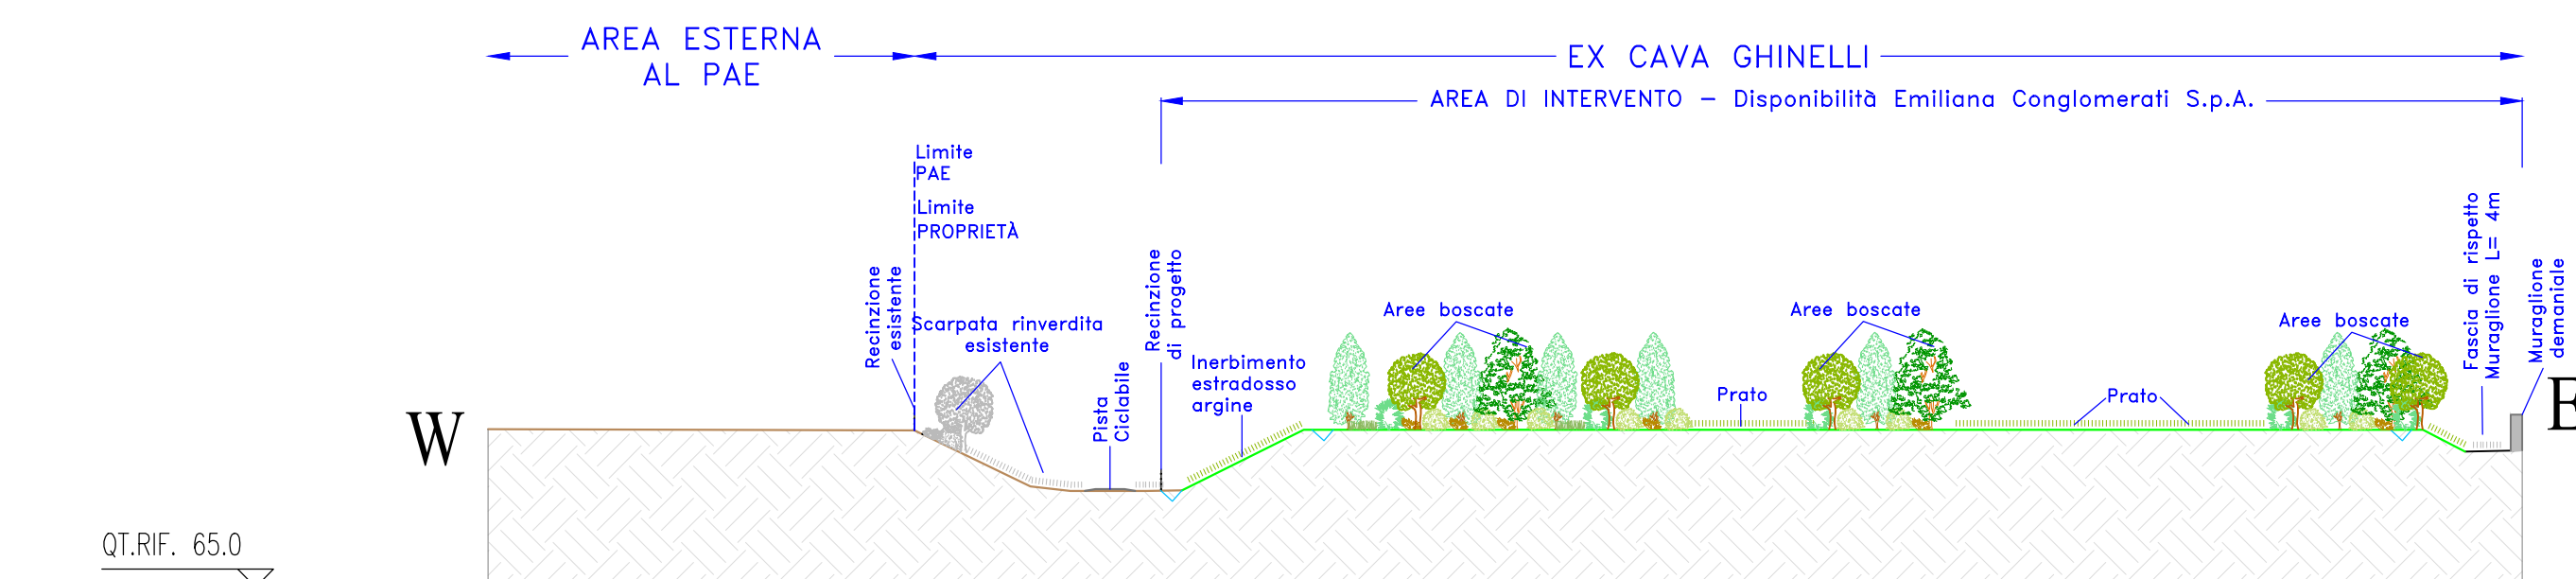 AREA ESTERNA
AL PAE
EX CAVA GHINELLI
AREA DI INTERVENTO - Disponibilità Emiliana Conglomerati S.p.A.
Limite
PAE
Limite
PROPRIETÀ
Recinzione
esistente
Scarpata rinverdita
esistente
Pista
Ciclabile
Recinzione
di progetto
Inerbimento
estradosso
argine
Aree boscate
Prato
Aree boscate
Prato
Aree boscate
Fascia di rispetto
Muraglione L= 4m
Muraglione
demaniale
W
E
QT.RIF. 65.0